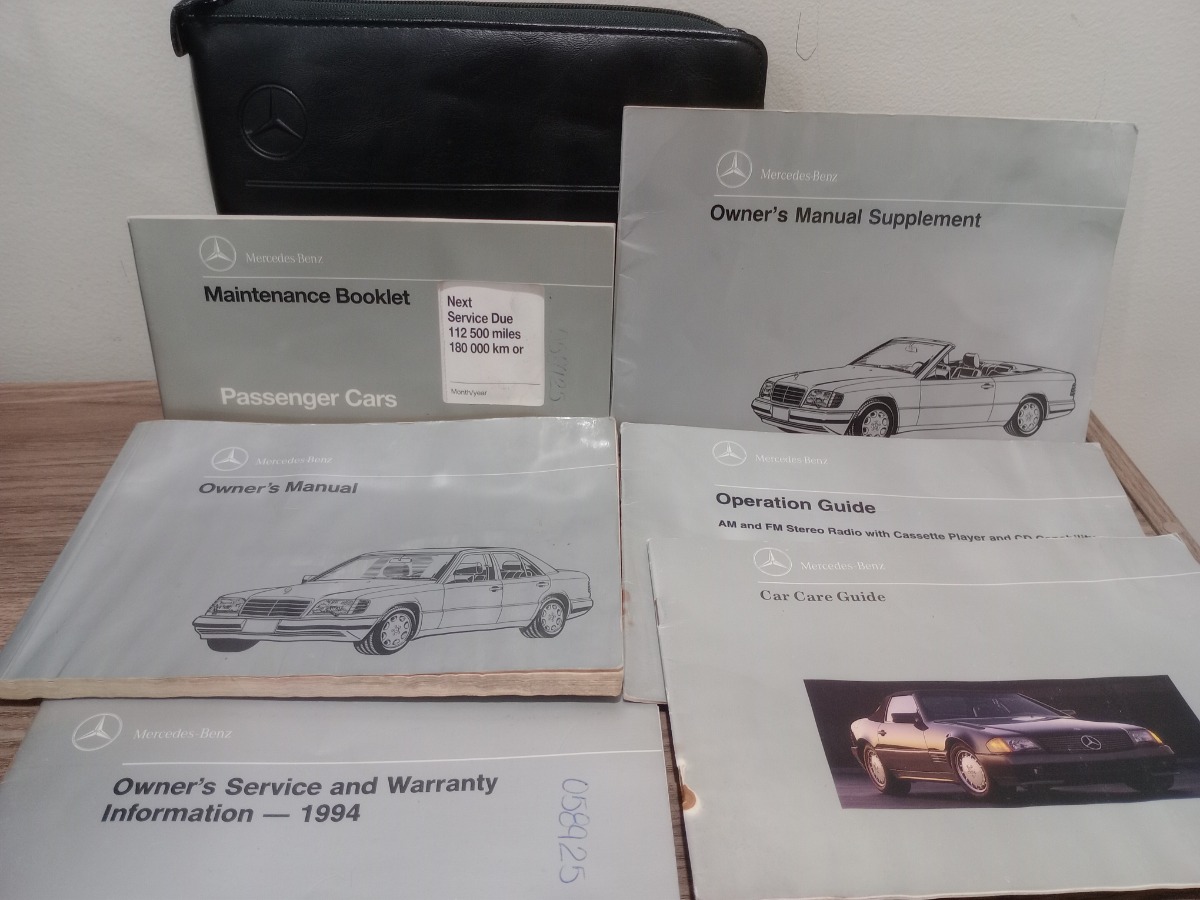 Mercedes-Benz
Maintenance Booklet
Next
Service Due
112 500 miles
180 000 km or
Month/year
Passenger Cars
Mercedes-Benz
Owner's Manual Supplement
Mercedes-Benz
Owner's Manual
Mercedes-Benz
Operation Guide
AM and FM Stereo Radio with Cassette Player and CD
Mercedes-Benz
Car Care Guide
Mercedes-Benz
Owner's Service and Warranty
Information — 1994
058925